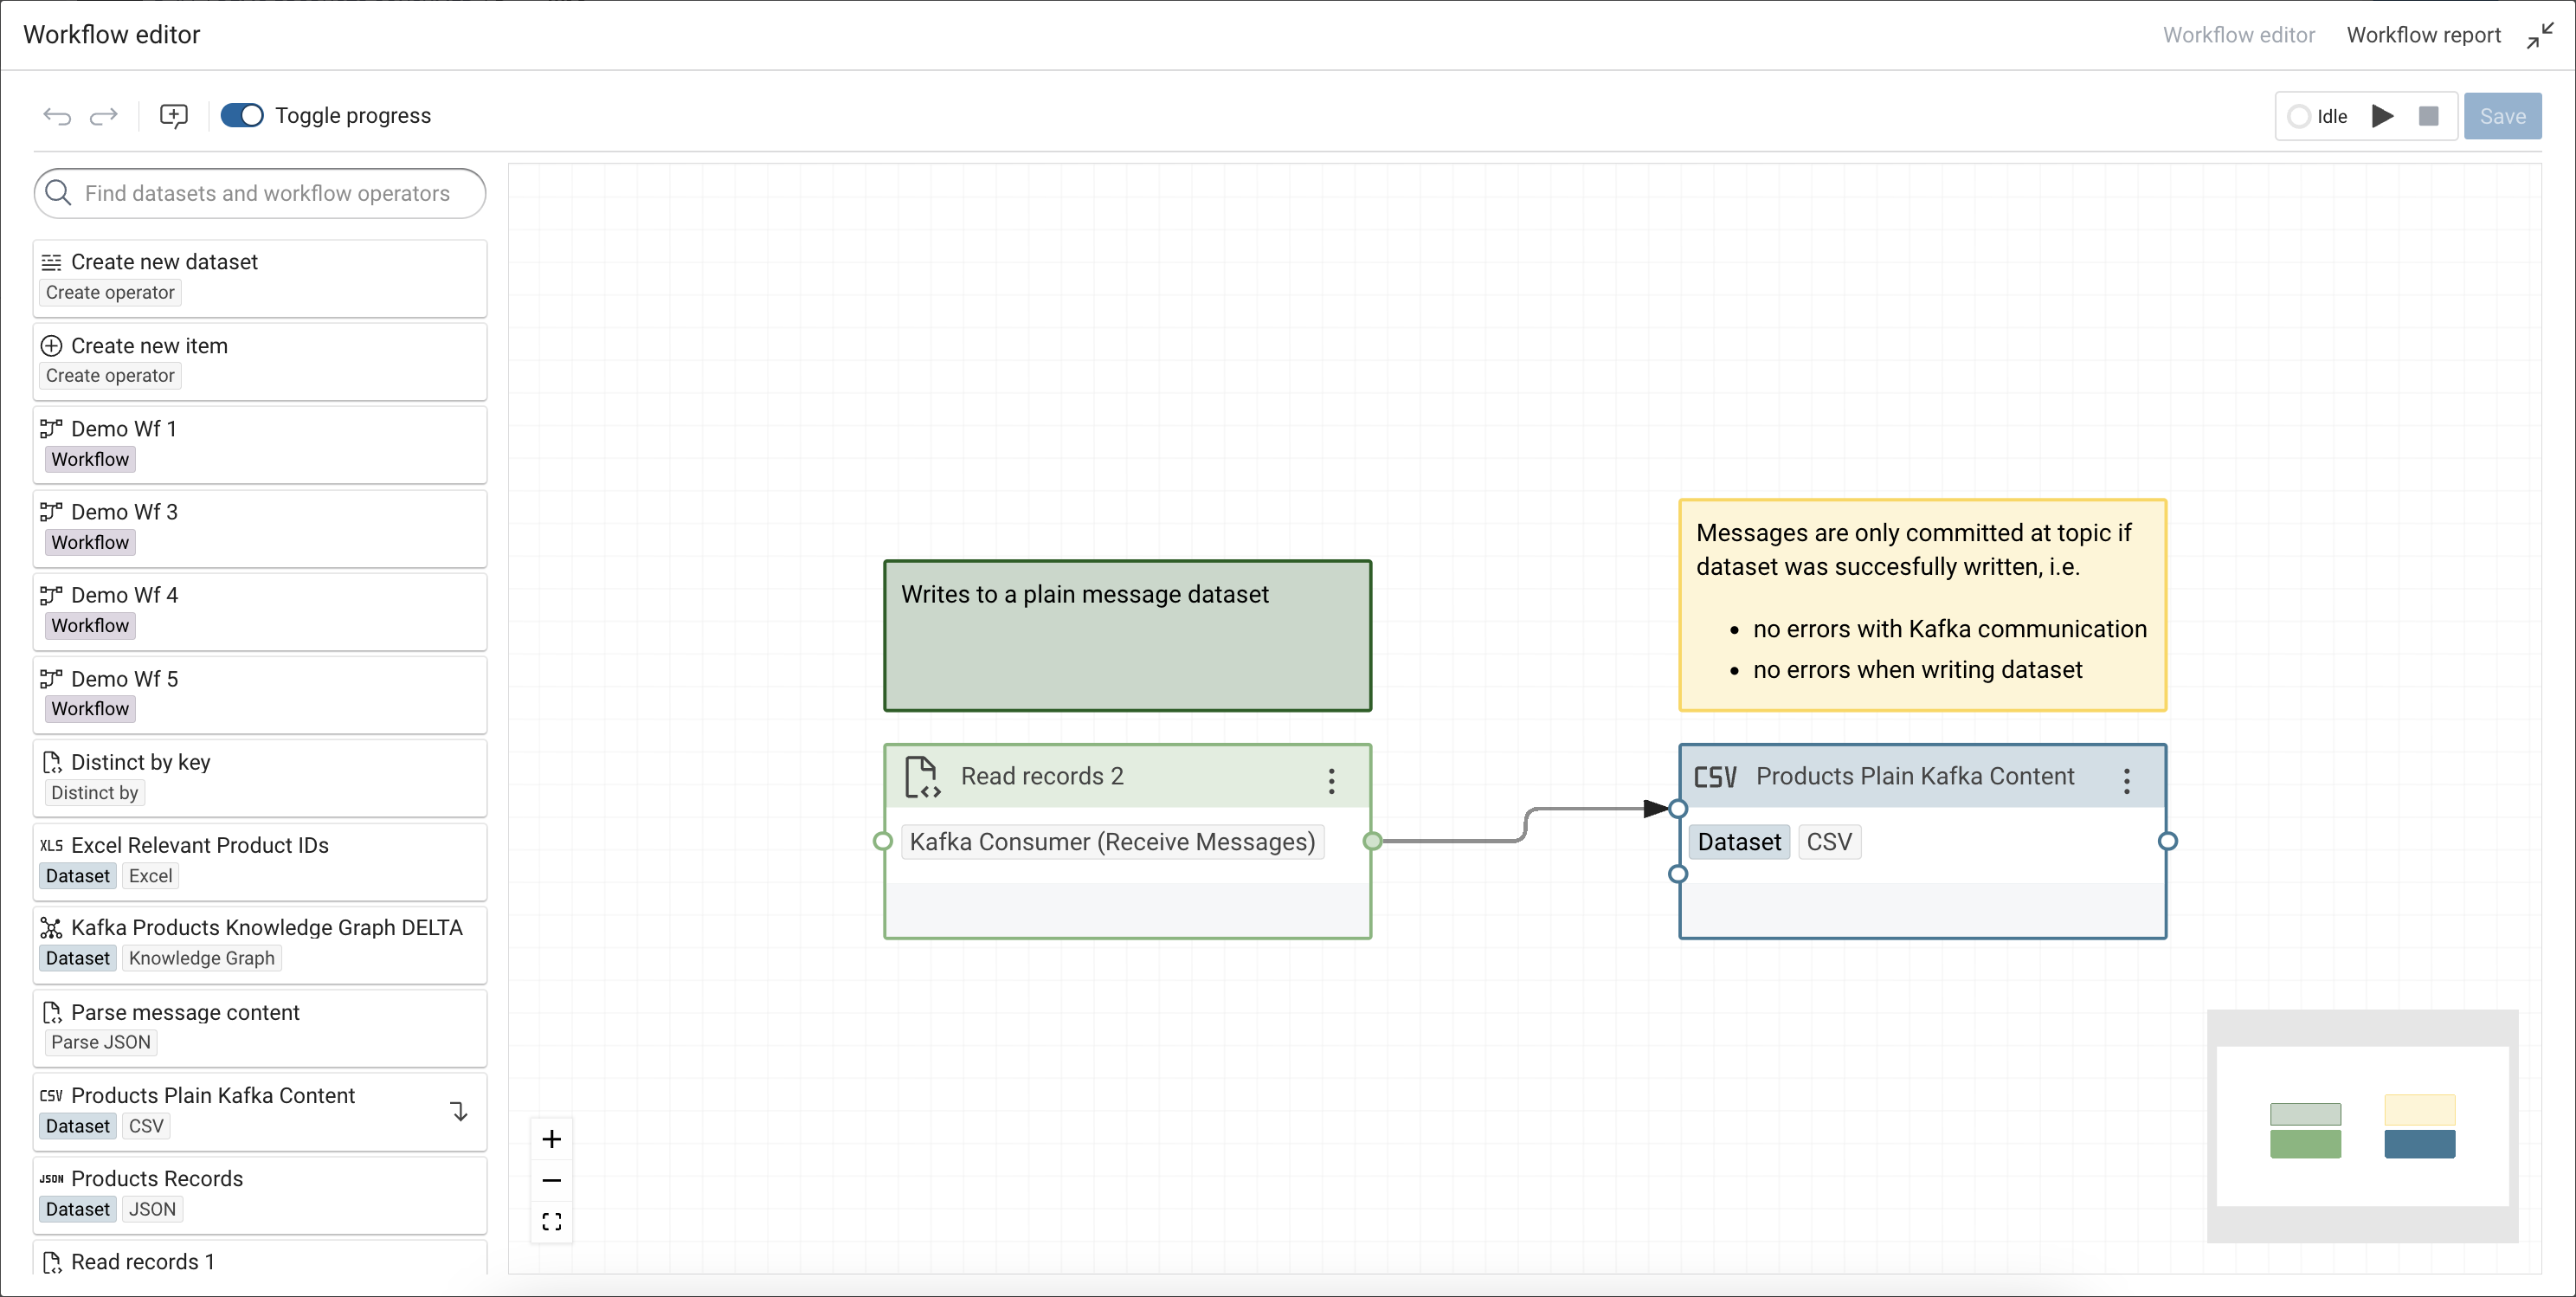 Workflow editor
Workflow editor
Workflow report
Toggle progress
Idle
Save
Find datasets and workflow operators
Create new dataset
Create operator
Create new item
Create operator
Demo Wf 1
Workflow
Demo Wf 3
Workflow
Demo Wf 4
Workflow
Demo Wf 5
Workflow
Distinct by key
Distinct by
XLS Excel Relevant Product IDs
Dataset Excel
Kafka Products Knowledge Graph DELTA
Dataset Knowledge Graph
Parse message content
Parse JSON
CSV Products Plain Kafka Content
Dataset CSV
JSON Products Records
Dataset JSON
Read records 1
Writes to a plain message dataset
Messages are only committed at topic if
dataset was succesfully written, i.e.
• no errors with Kafka communication
• no errors when writing dataset
Read records 2
Kafka Consumer (Receive Messages)
CSV Products Plain Kafka Content
Dataset CSV